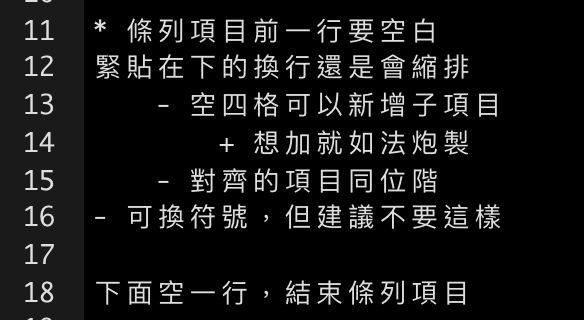 11 * 條列項目前一行要空白
12 緊貼在下的換行還是會縮排
13     - 空四格可以新增子項目
14         + 想加就如法炮製
15     - 對齊的項目同位階
16 - 可換符號，但建議不要這樣
17
18 下面空一行，結束條列項目